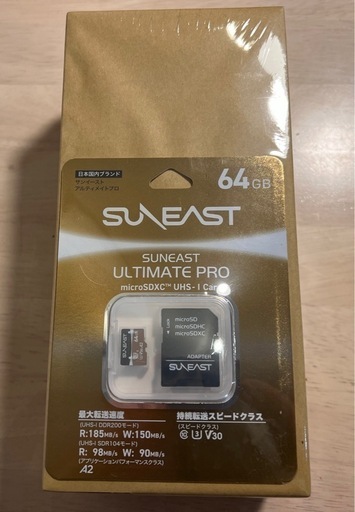 日本国内ブランド
サンイースト
アルティメイトプロ
64GB
SUNEAST
SUNEAST
ULTIMATE PRO
microSDXC™ UHS-I Card
microSD
microSDHC
microSDXC
ADAPTER
SUNEAST
最大転送速度
(UHS-I DDR200モード)
R:185MB/s W:150MB/s
(UHS-I SDR104モード)
R: 98MB/s W: 90MB/s
(アプリケーションパフォーマンスクラス)
A2
持続転送スピードクラス
(スピードクラス)
V30